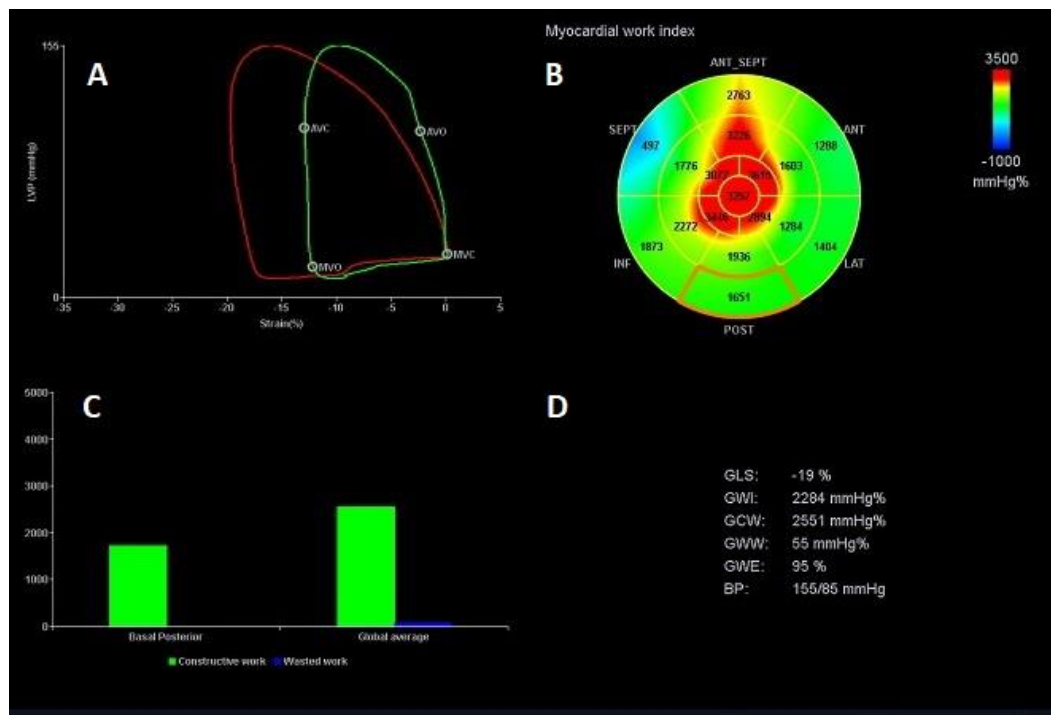 A
155
LVP (mmHg)
0
AVC
AVO
MVO
MVC
-35 -30 -25 -20 -15 -10 -5 0 5
Strain(%)
Myocardial work index
B
ANT_SEPT
SEPT
ANT
INF
LAT
POST
2763
497
1288
3226
1776
1603
3077
3257
2272
2894
1284
1873
1404
1936
1651
3500
-1000
mmHg%
C
5000
4000
3000
2000
1000
0
Basal Posterior Global average
Constructive work Wasted work
D
GLS: -19 %
GWI: 2284 mmHg%
GCW: 2551 mmHg%
GWW: 55 mmHg%
GWE: 95 %
BP: 155/85 mmHg